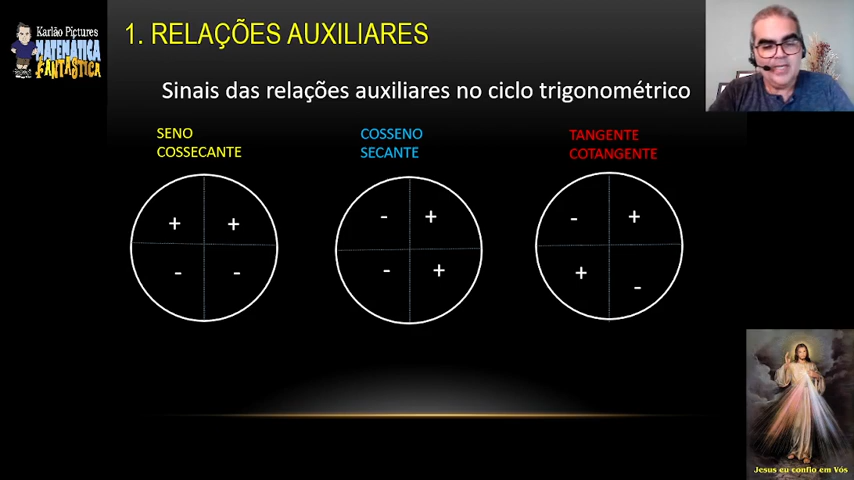 Karlão Pictures
MATEMÁTICA
FANTÁSTICA
1. RELAÇÕES AUXILIARES
Sinais das relações auxiliares no ciclo trigonométrico
SENO
COSSECANTE
+ +
- -
COSSENO
SECANTE
- +
- +
TANGENTE
COTANGENTE
- +
+ -
Jesus eu confio em Vós